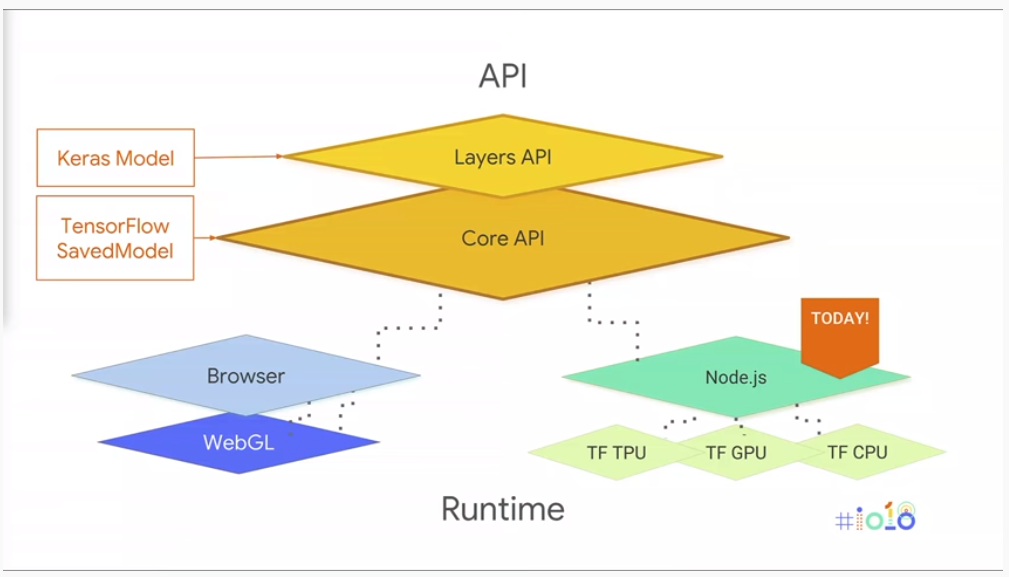 API
Keras Model
Layers API
TensorFlow
SavedModel
Core API
TODAY!
Browser
Node.js
WebGL
TF TPU
TF GPU
TF CPU
Runtime
#io18